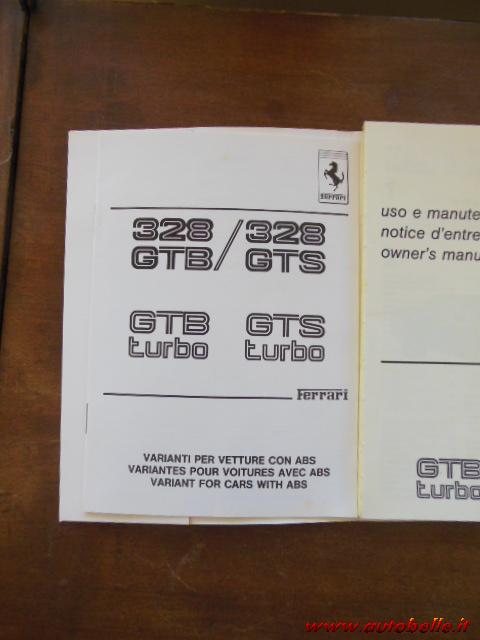 Ferrari
328 / 328
GTB / GTS
GTB GTS
turbo turbo
Ferrari
VARIANTI PER VETTURE CON ABS
VARIANTES POUR VOITURES AVEC ABS
VARIANT FOR CARS WITH ABS
uso e manute
notice d'entre
owner's manu
GTB
turbo
www.autobelle.it